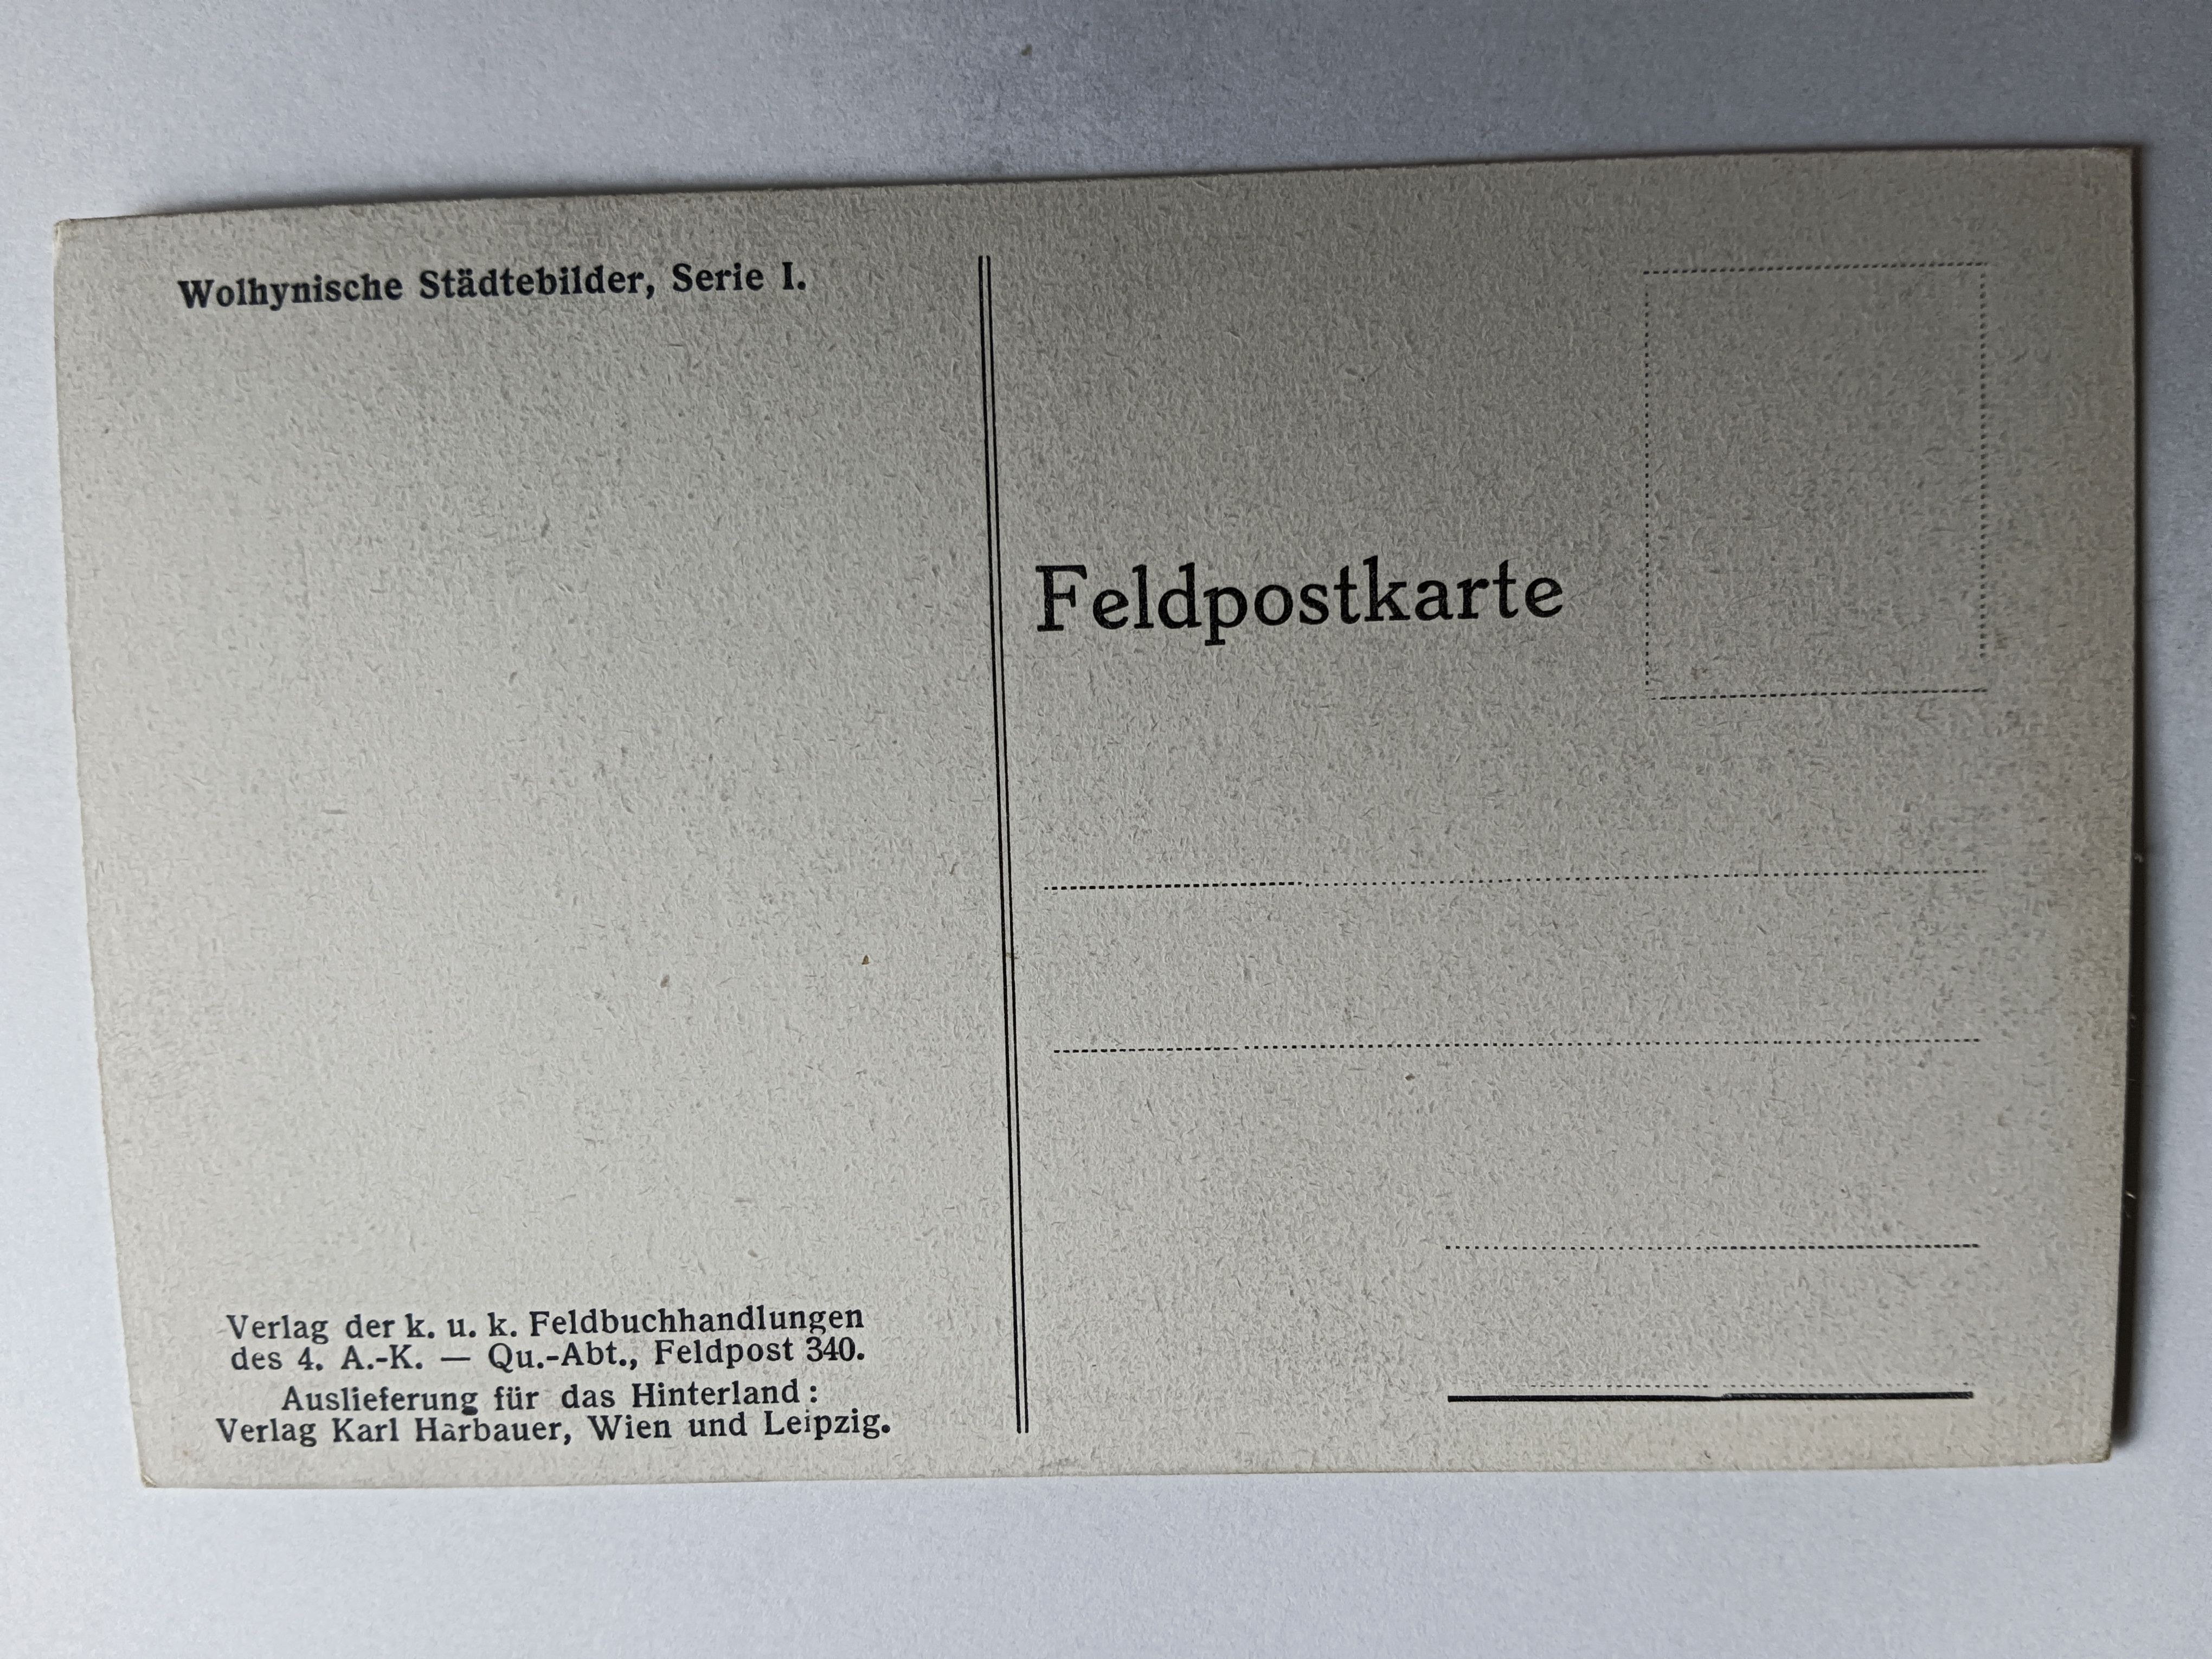 Wolhynische Städtebilder, Serie I.
Feldpostkarte
Verlag der k. u. k. Feldbuchhandlungen
des 4. A.-K. — Qu.-Abt., Feldpost 340.
Auslieferung für das Hinterland:
Verlag Karl Harbauer, Wien und Leipzig.